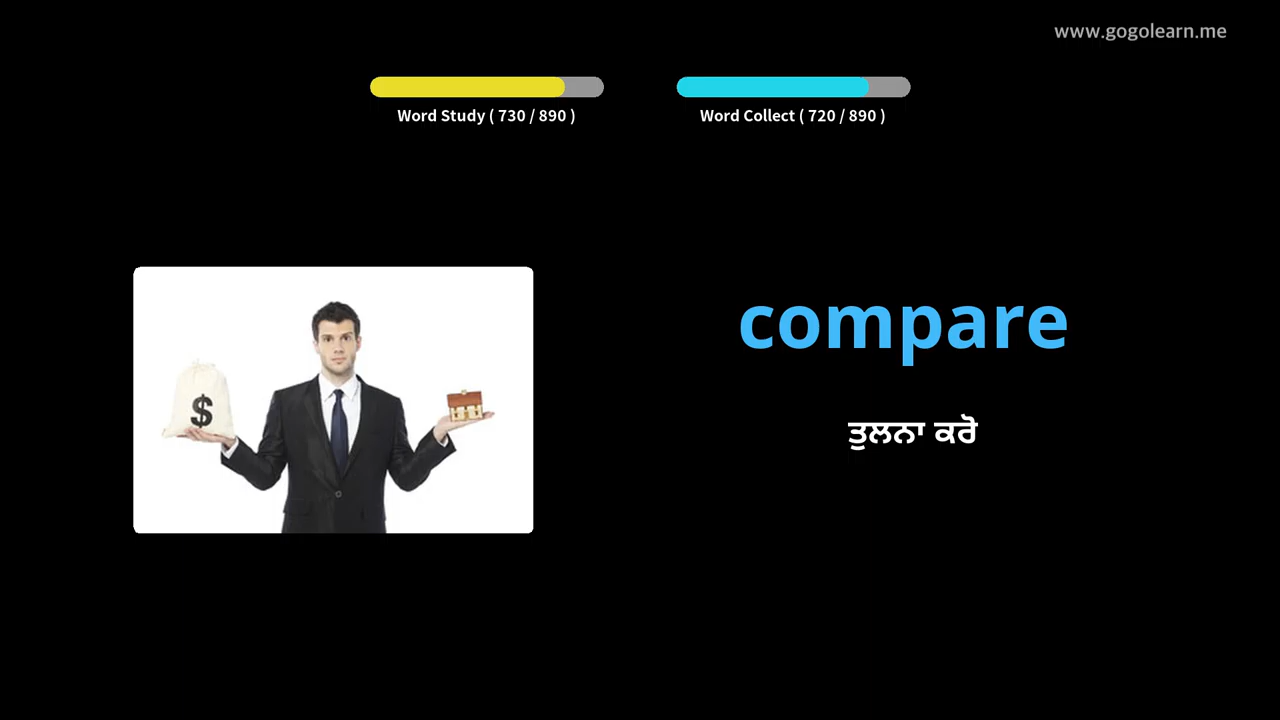 www.gogolearn.me
Word Study ( 730 / 890 )
Word Collect ( 720 / 890 )
$
compare
ਤੁਲਨਾ ਕਰੋ